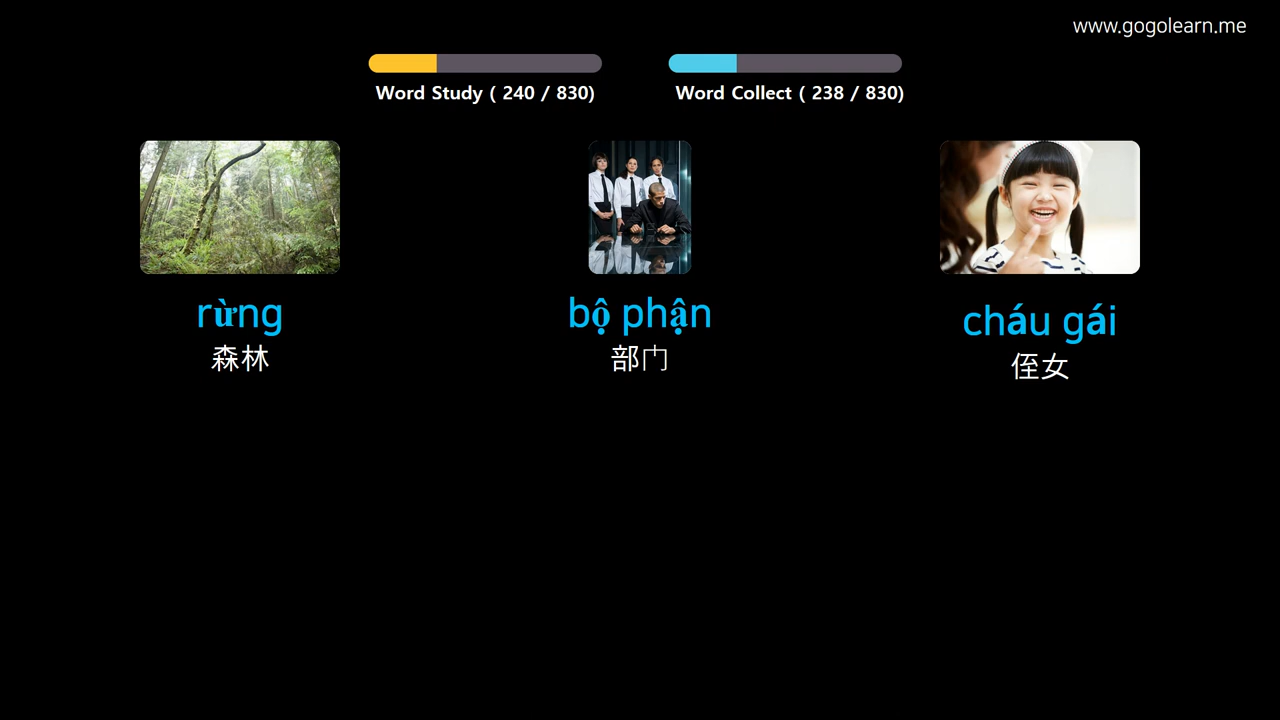 www.gogolearn.me
Word Study ( 240 / 830)
Word Collect ( 238 / 830)
rừng
森林
bộ phận
部门
cháu gái
侄女